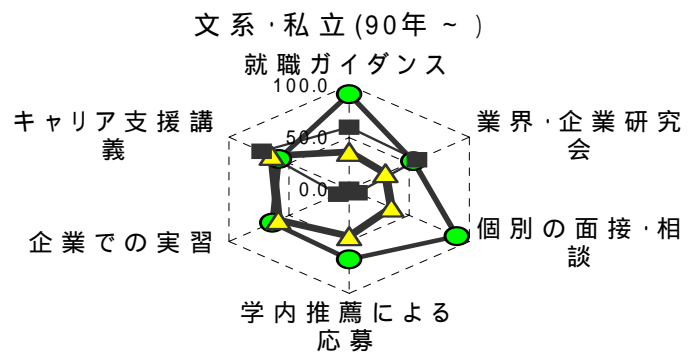 文系・私立(90年 ~ )
就職ガイダンス
100.0
キャリア支援講
義
業界・企業研究
会
50.0
0.0
企業での実習
個別の面接・相
談
学内推薦による
応募